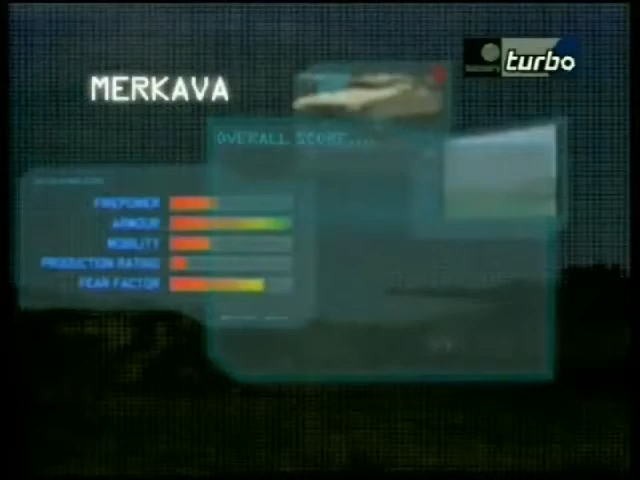 turbo
MERKAVA
OVERALL SCORE....
FIREPOWER
ARMOUR
MOBILITY
PRODUCTION RATING
FEAR FACTOR